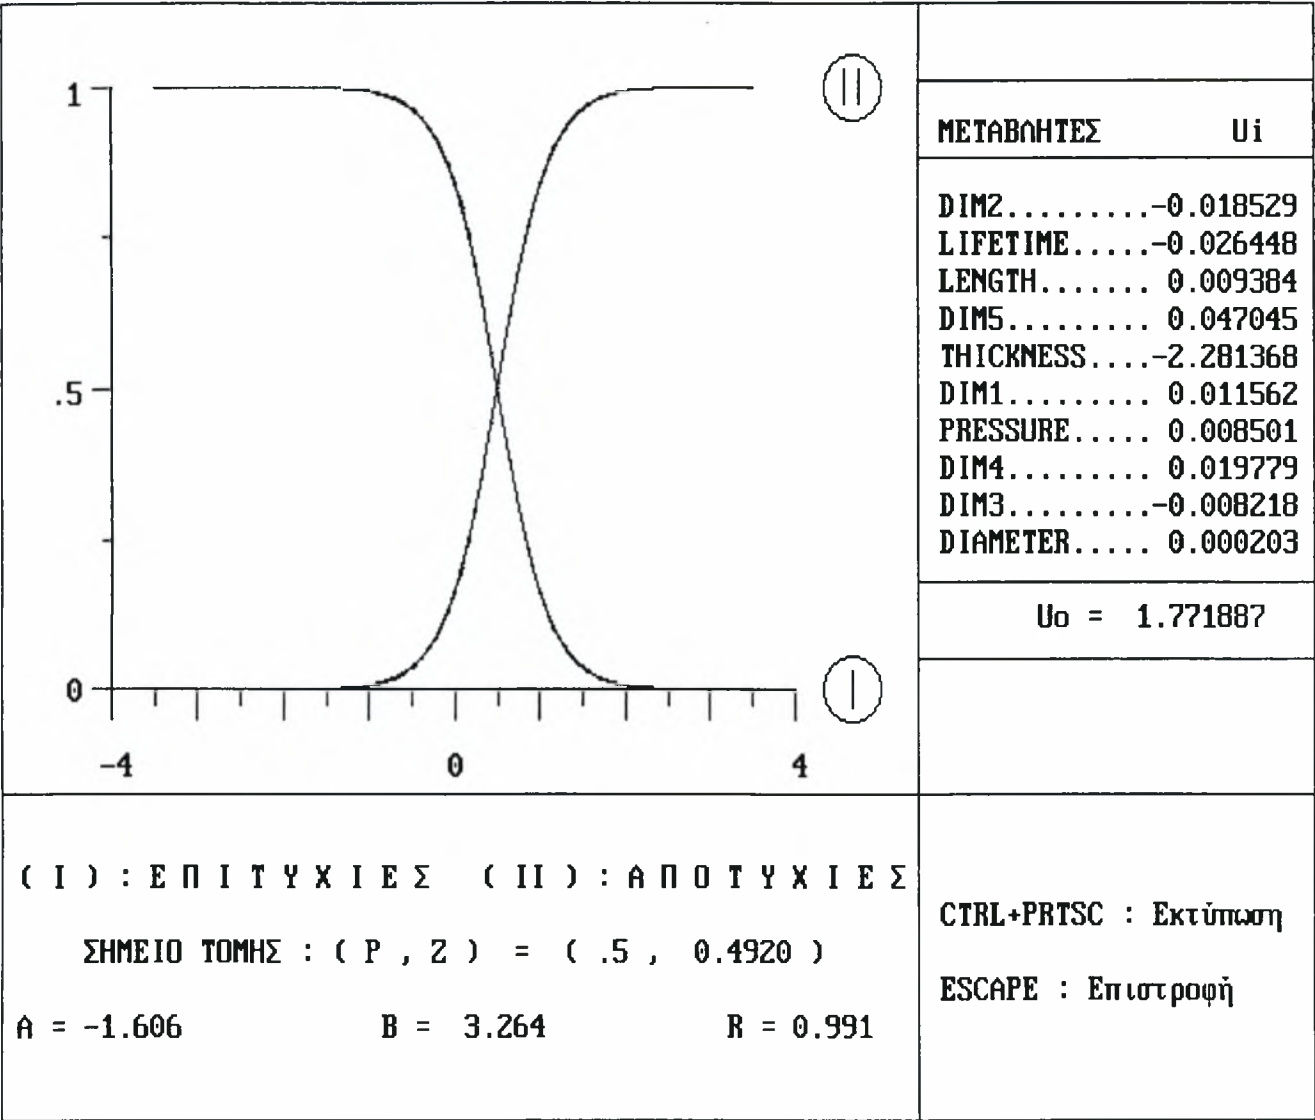 1
.5
0
-4 0 4
II
I
ΜΕΤΑΒΛΗΤΕΣ Ui
DIM2.........-0.018529
LIFETIME.....-0.026448
LENGTH....... 0.009384
DIM5......... 0.047045
THICKNESS....-2.281368
DIM1......... 0.011562
PRESSURE..... 0.008501
DIM4......... 0.019779
DIM3.........-0.008218
DIAMETER..... 0.000203
Uo = 1.771887
( I ) : Ε Π Ι Τ Υ Χ Ι Ε Σ ( II ) : Α Π Ο Τ Υ Χ Ι Ε Σ
ΣΗΜΕΙΟ ΤΟΜΗΣ : ( P , Z ) = ( .5 , 0.4920 )
A = -1.606 B = 3.264 R = 0.991
CTRL+PRTSC : Εκτύπωση
ESCAPE : Επιστροφή